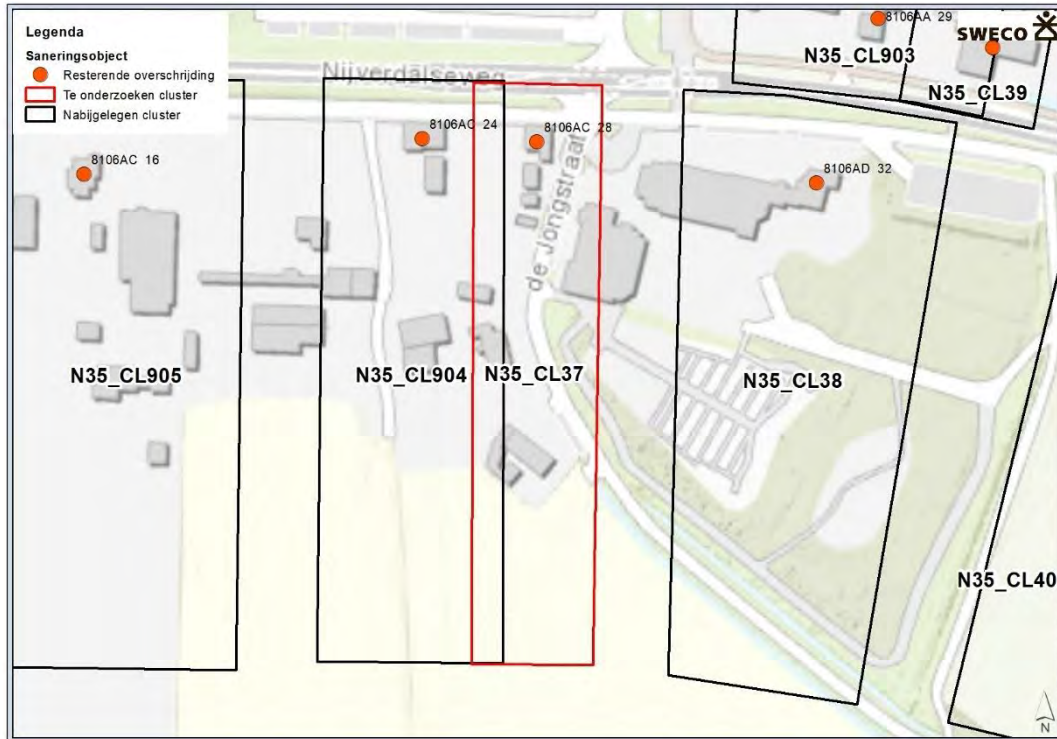 Legenda
Saneringsobject
Resterende overschrijding
Te onderzoeken cluster
Nabijgelegen cluster
SWECO
8106AA 29
N35_CL903
N35_CL39
Nijverdalseweg
8106AC 24
8106AC 28
8106AC 16
8106AD 32
de Jongstraat
N35_CL905
N35_CL904
N35_CL37
N35_CL38
N35_CL40
N